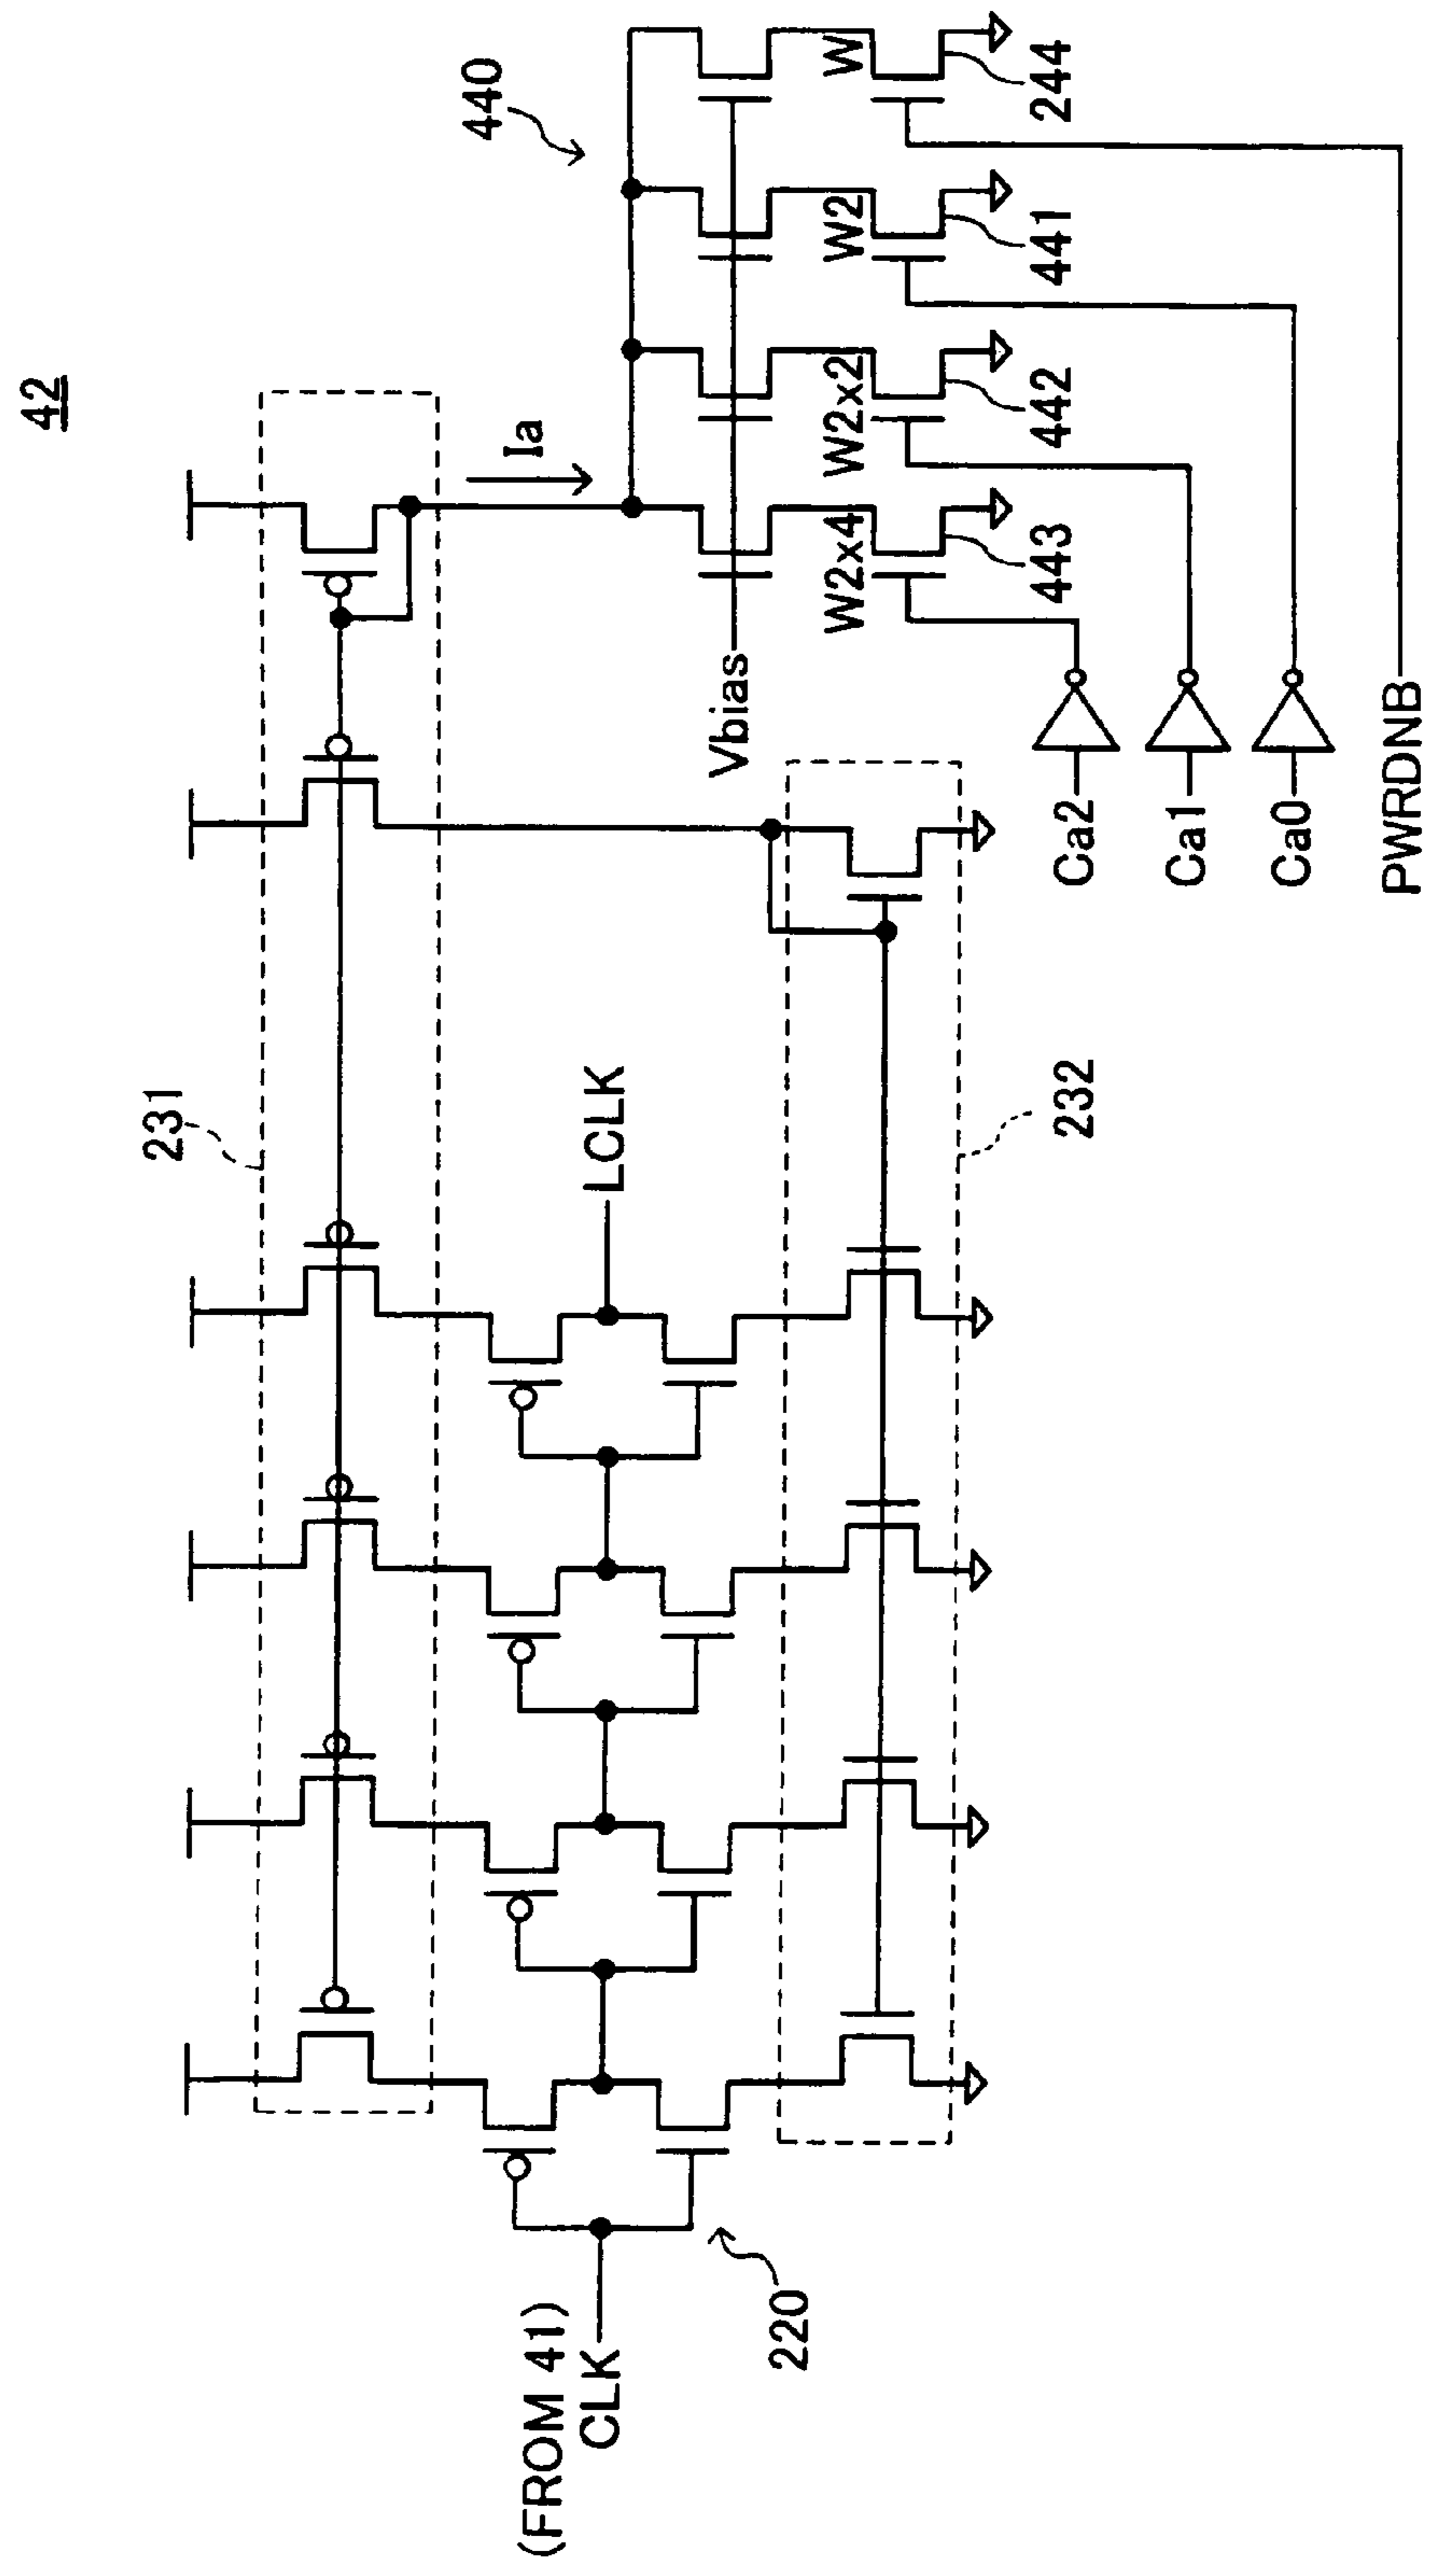 42
231
Ia
440
(FROM 41)
CLK
LCLK
220
232
Vbias
W2x4
W2x2
W2
W
443
442
441
244
Ca2
Ca1
Ca0
PWRDNB